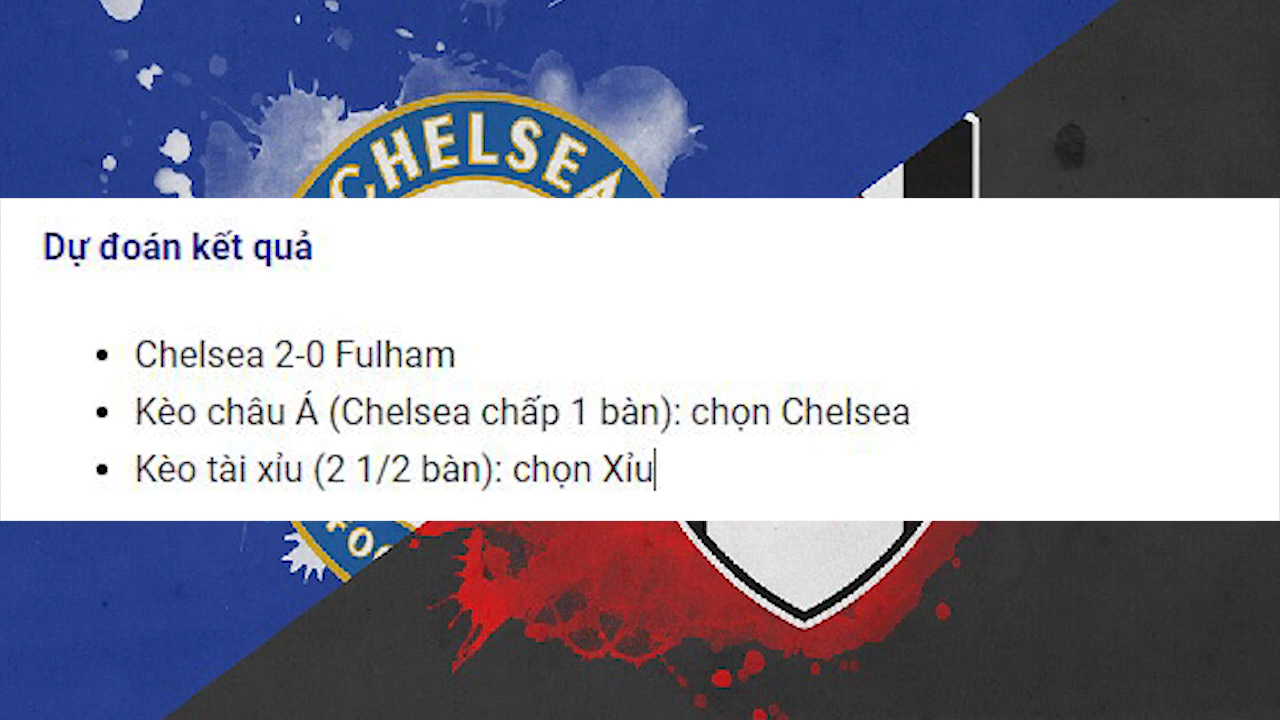 CHELSEA
Dự đoán kết quả
Chelsea 2-0 Fulham
Kèo châu Á (Chelsea chấp 1 bàn): chọn Chelsea
Kèo tài xỉu (2 1/2 bàn): chọn Xỉu